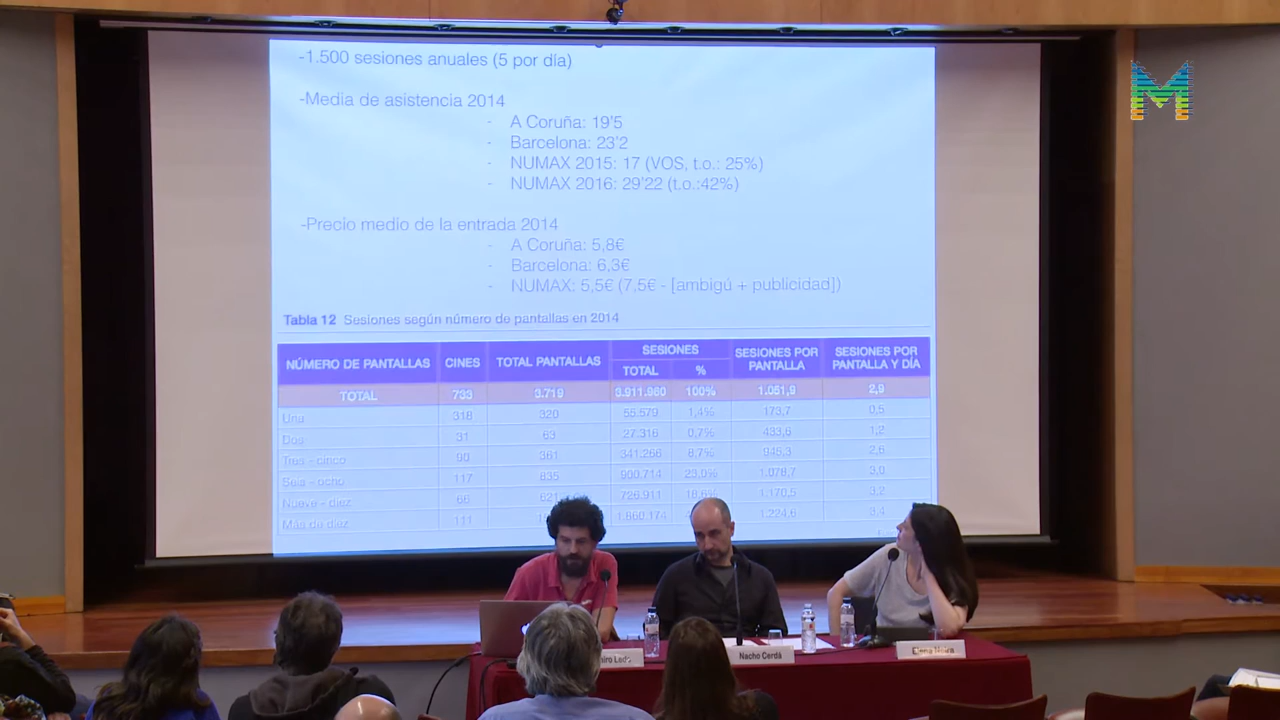 -1.500 sesiones anuales (5 por día)
-Media de asistencia 2014
- A Coruña: 19'5
- Barcelona: 23'2
- NUMAX 2015: 17 (VOS, t.o.: 25%)
- NUMAX 2016: 29'22 (t.o.:42%)
-Precio medio de la entrada 2014
- A Coruña: 5,8€
- Barcelona: 6,3€
- NUMAX: 5,5€ (7,5€ - [ambigú + publicidad])
Tabla 12 Sesiones según número de pantallas en 2014
NÚMERO DE PANTALLAS CINES TOTAL PANTALLAS SESIONES TOTAL % SESIONES POR PANTALLA SESIONES POR PANTALLA Y DÍA
TOTAL 733 3.719 3.911.960 100% 1.051,9 2,9
Una 318 320 55.579 1,4% 173,7 0,5
Dos 31 63 27.316 0,7% 433,6 1,2
Tres - cinco 90 361 341.266 8,7% 945,3 2,6
Seis - ocho 117 835 900.714 23,0% 1.078,7 3,0
Nueve - diez 66 621 726.911 18,6% 1.170,5 3,2
Más de diez 111 1.860.174 1.224,6 3,4
Ledo
Nacho Cerdà
Elena Neira
M